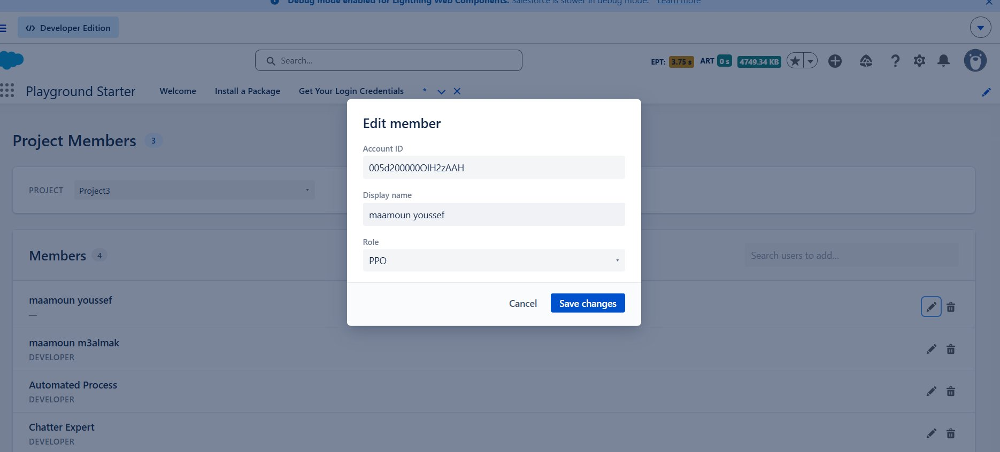 Debug mode enabled for Lightning Web Components. Salesforce is slower in debug mode. Learn more
Developer Edition
Search...
EPT: 3.75 s ART 0 s 4749.34 KB
Playground Starter Welcome Install a Package Get Your Login Credentials *
Project Members 3
PROJECT Project3
Members 4
Search users to add...
maamoun youssef
—
maamoun m3almak
DEVELOPER
Automated Process
DEVELOPER
Chatter Expert
DEVELOPER
Edit member
Account ID
005d200000OIH2zAAH
Display name
maamoun youssef
Role
PPO
Cancel Save changes